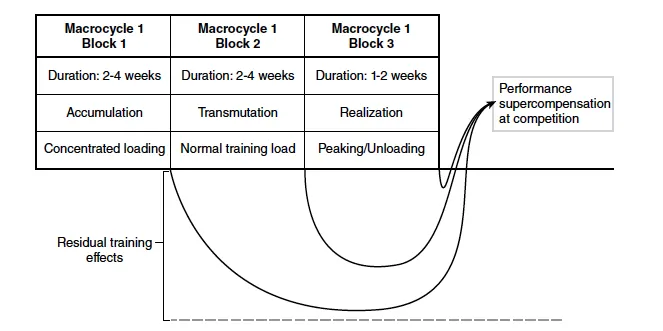 Macrocycle 1
Block 1
Macrocycle 1
Block 2
Macrocycle 1
Block 3
Duration: 2-4 weeks
Duration: 2-4 weeks
Duration: 1-2 weeks
Accumulation
Transmutation
Realization
Concentrated loading
Normal training load
Peaking/Unloading
Performance
supercompensation
at competition
Residual training
effects